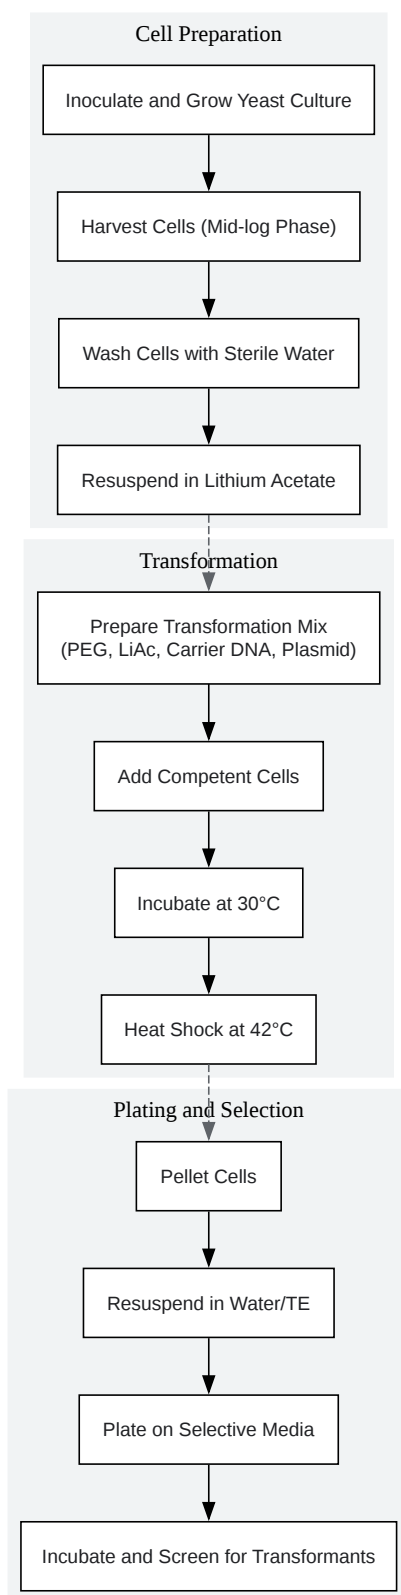 Cell Preparation
Inoculate and Grow Yeast Culture
Harvest Cells (Mid-log Phase)
Wash Cells with Sterile Water
Resuspend in Lithium Acetate
Transformation
Prepare Transformation Mix
(PEG, LiAc, Carrier DNA, Plasmid)
Add Competent Cells
Incubate at 30°C
Heat Shock at 42°C
Plating and Selection
Pellet Cells
Resuspend in Water/TE
Plate on Selective Media
Incubate and Screen for Transformants